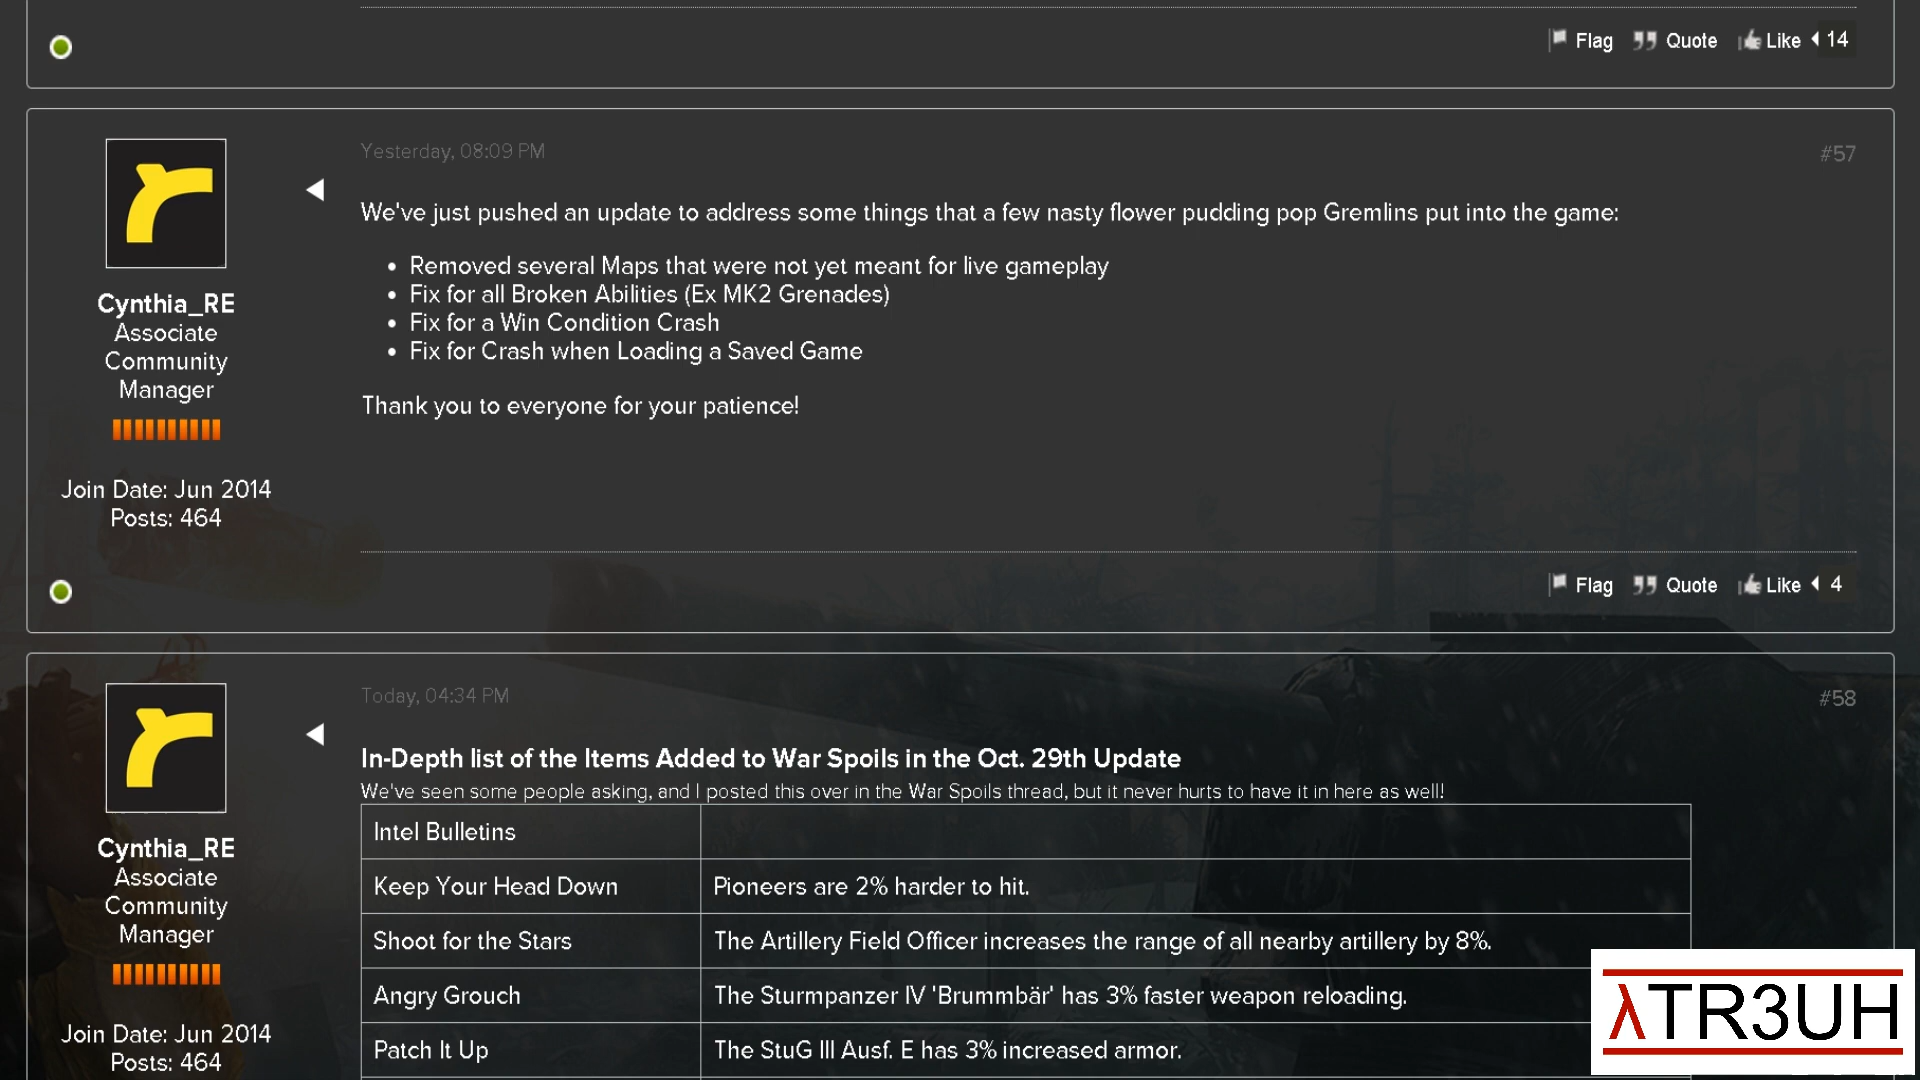 Flag Quote Like 14
Yesterday, 08:09 PM
#57
We've just pushed an update to address some things that a few nasty flower pudding pop Gremlins put into the game:
• Removed several Maps that were not yet meant for live gameplay
• Fix for all Broken Abilities (Ex MK2 Grenades)
• Fix for a Win Condition Crash
• Fix for Crash when Loading a Saved Game
Thank you to everyone for your patience!
Cynthia_RE
Associate
Community
Manager
Join Date: Jun 2014
Posts: 464
Flag Quote Like 4
Today, 04:34 PM
#58
In-Depth list of the Items Added to War Spoils in the Oct. 29th Update
We've seen some people asking, and I posted this over in the War Spoils thread, but it never hurts to have it in here as well!
Intel Bulletins
Keep Your Head Down Pioneers are 2% harder to hit.
Shoot for the Stars The Artillery Field Officer increases the range of all nearby artillery by 8%.
Angry Grouch The Sturmpanzer IV 'Brummbär' has 3% faster weapon reloading.
Patch It Up The StuG III Ausf. E has 3% increased armor.
Cynthia_RE
Associate
Community
Manager
Join Date: Jun 2014
Posts: 464
λTR3UH